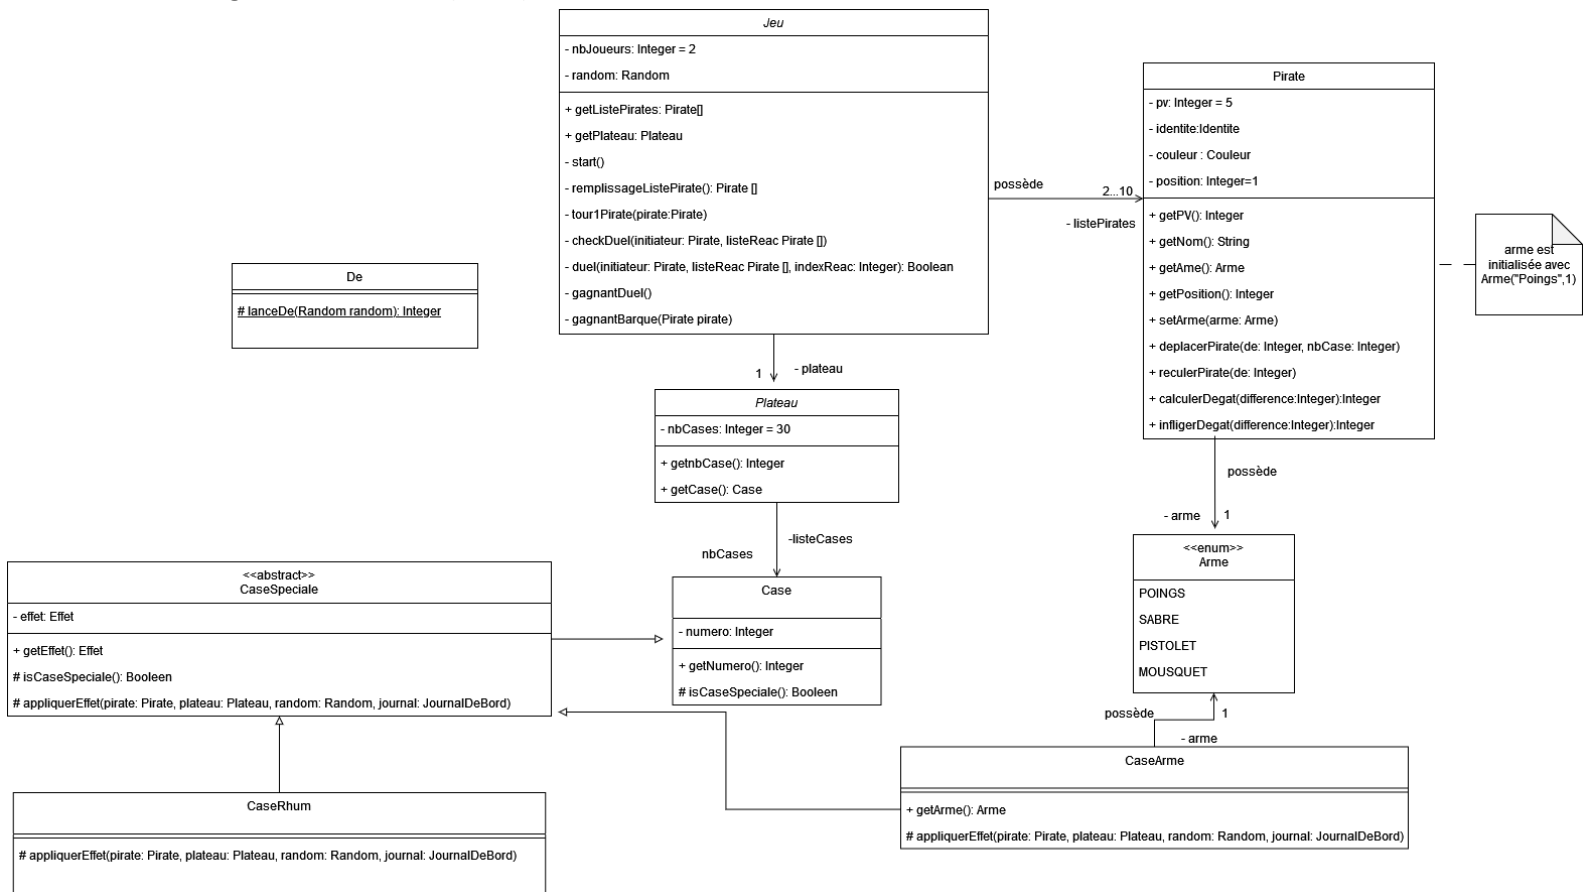 Jeu
- nbJoueurs: Integer = 2
- random: Random
+ getListePirates: Pirate[]
+ getPlateau: Plateau
- start()
- remplissageListePirate(): Pirate []
- tour1Pirate(pirate:Pirate)
- checkDuel(initiateur: Pirate, listeReac Pirate [])
- duel(initiateur: Pirate, listeReac Pirate [], indexReac: Integer): Boolean
- gagnantDuel()
- gagnantBarque(Pirate pirate)
possède
2...10
- listePirates
Pirate
- pv: Integer = 5
- identite:Identite
- couleur : Couleur
- position: Integer=1
+ getPV(): Integer
+ getNom(): String
+ getAme(): Arme
+ getPosition(): Integer
+ setArme(arme: Arme)
+ deplacerPirate(de: Integer, nbCase: Integer)
+ reculerPirate(de: Integer)
+ calculerDegat(difference:Integer):Integer
+ infligerDegat(difference:Integer):Integer
arme est
initialisée avec
Arme("Poings",1)
De
# lanceDe(Random random): Integer
1
- plateau
Plateau
- nbCases: Integer = 30
+ getnbCase(): Integer
+ getCase(): Case
possède
- arme
1
-listeCases
nbCases
<<enum>>
Arme
POINGS
SABRE
PISTOLET
MOUSQUET
<<abstract>>
CaseSpeciale
- effet: Effet
+ getEffet(): Effet
# isCaseSpeciale(): Booleen
# appliquerEffet(pirate: Pirate, plateau: Plateau, random: Random, journal: JournalDeBord)
Case
- numero: Integer
+ getNumero(): Integer
# isCaseSpeciale(): Booleen
possède
1
- arme
CaseArme
+ getArme(): Arme
# appliquerEffet(pirate: Pirate, plateau: Plateau, random: Random, journal: JournalDeBord)
CaseRhum
# appliquerEffet(pirate: Pirate, plateau: Plateau, random: Random, journal: JournalDeBord)